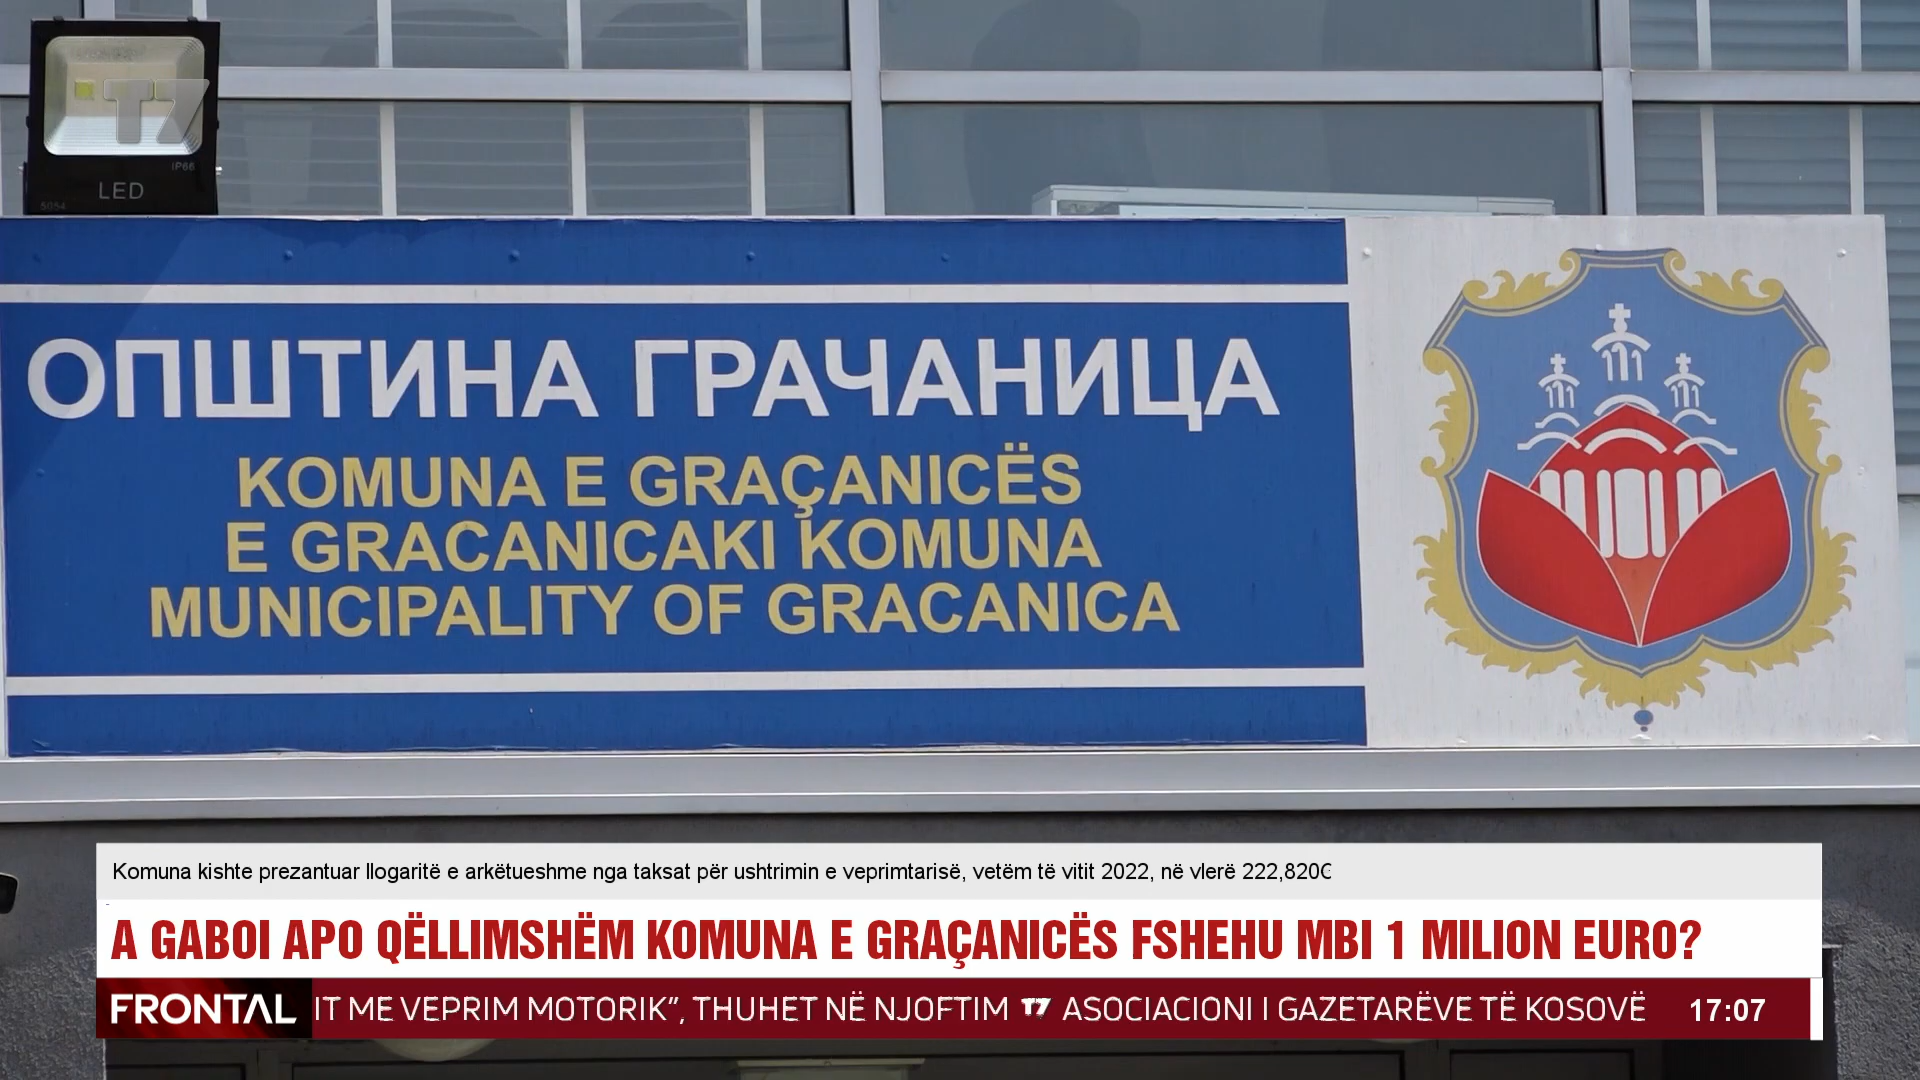 T7
IP66
LED
5054
ОПШТИНА ГРАЧАНИЦА
KOMUNA E GRAÇANICËS
E GRACANICAKI KOMUNA
MUNICIPALITY OF GRACANICA
Komuna kishte prezantuar llogaritë e arkëtueshme nga taksat për ushtrimin e veprimtarisë, vetëm të vitit 2022, në vlerë 222,820€
A GABOI APO QËLLIMSHËM KOMUNA E GRAÇANICËS FSHEHU MBI 1 MILION EURO?
FRONTAL IT ME VEPRIM MOTORIK”, THUHET NË NJOFTIM T7 ASOCIACIONI I GAZETARËVE TË KOSOVË 17:07